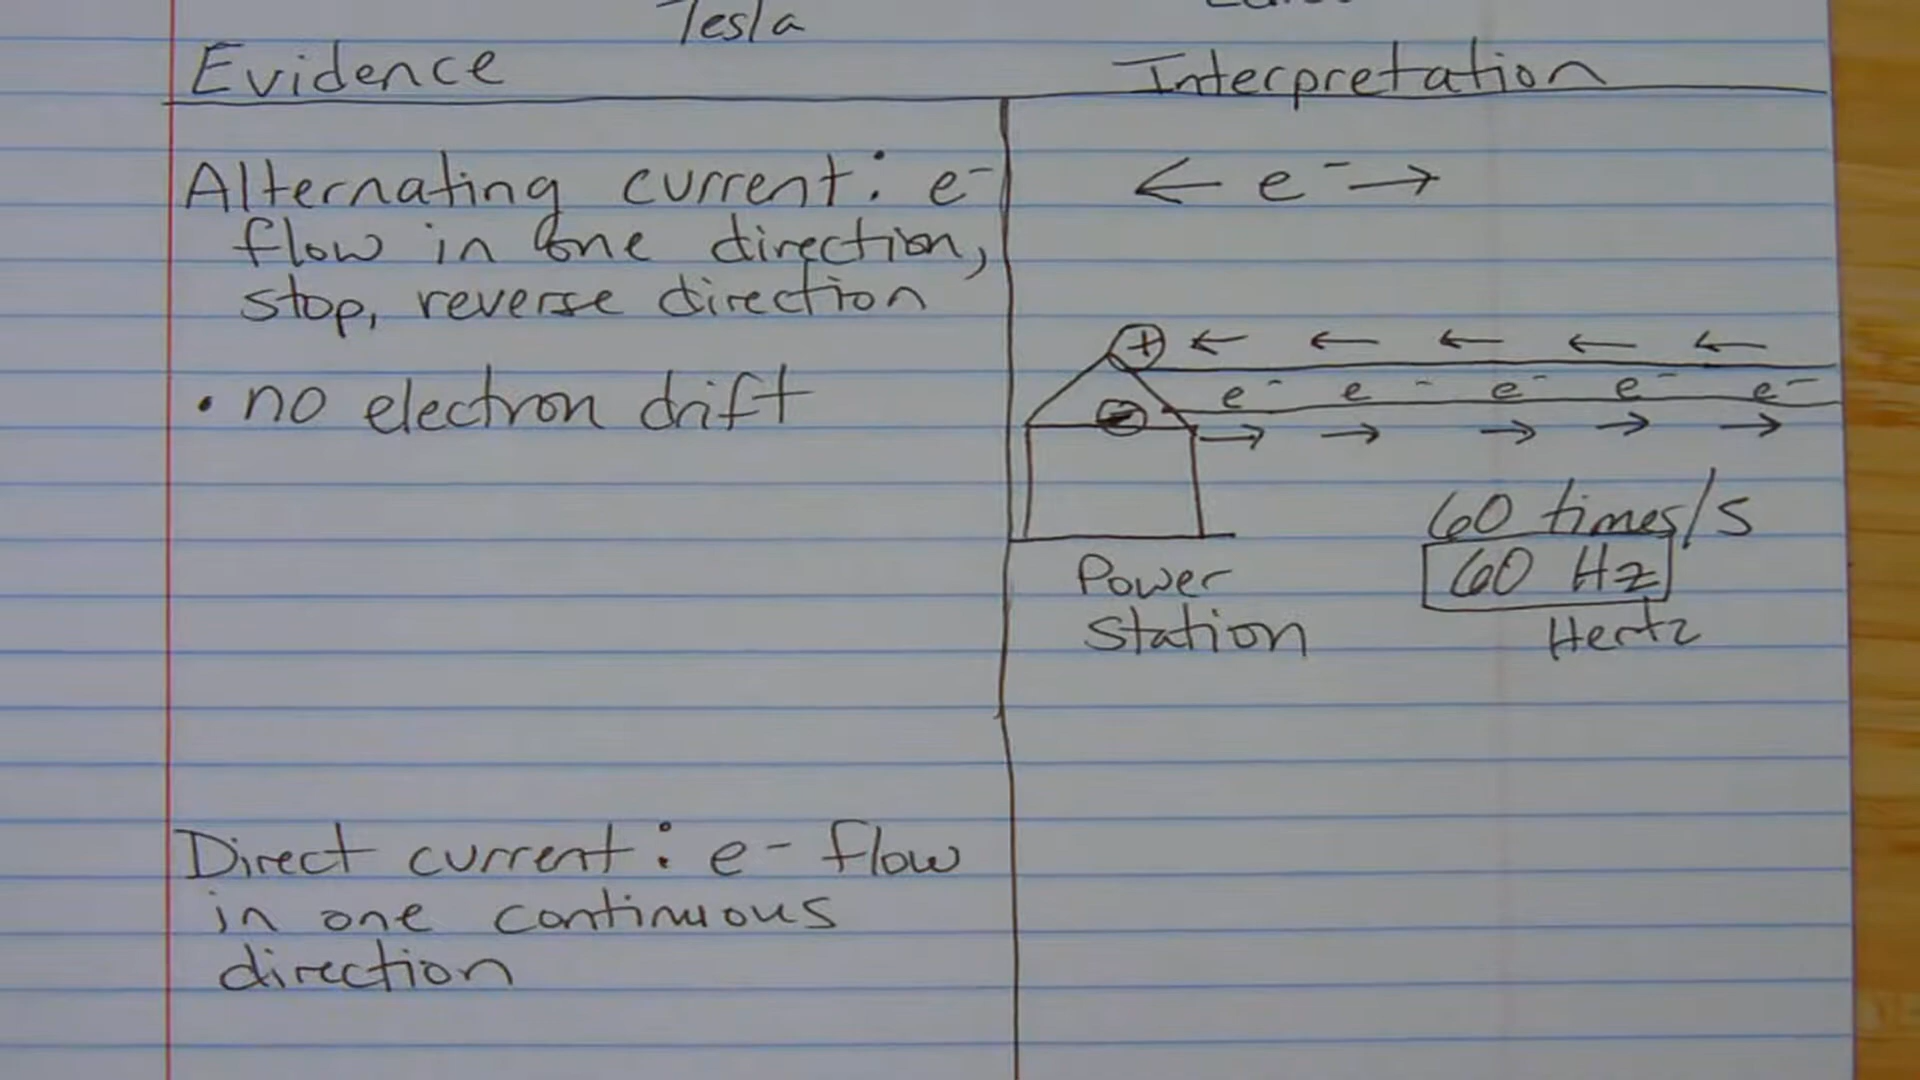 Tesla
Evidence
Interpretation
Alternating current: e-
flow in one direction,
stop, reverse direction
• no electron drift
← e- →
+ ← ← ← ← ←
e- e- e- e- e-
-
→ → → → →
60 times/s
60 Hz
Hertz
Power
Station
Direct current: e- flow
in one continuous
direction